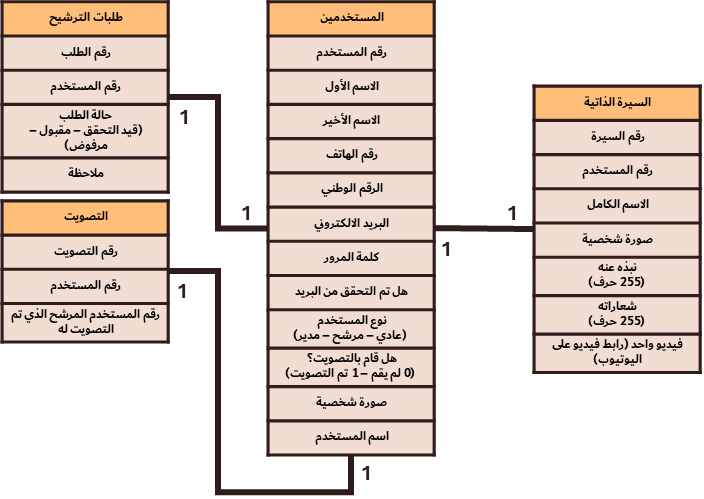 طلبات الترشيح
رقم الطلب
رقم المستخدم
حالة الطلب
(قيد التحقق – مقبول –
مرفوض)
ملاحظة
التصويت
رقم التصويت
رقم المستخدم
رقم المستخدم المرشح الذي تم
التصويت له
المستخدمين
رقم المستخدم
الاسم الأول
الاسم الأخير
رقم الهاتف
الرقم الوطني
البريد الالكتروني
كلمة المرور
هل تم التحقق من البريد
نوع المستخدم
(عادي – مرشح – مدير)
هل قام بالتصويت؟
(0 لم يقم – 1 تم التصويت)
صورة شخصية
اسم المستخدم
السيرة الذاتية
رقم السيرة
رقم المستخدم
الاسم الكامل
صورة شخصية
نبذه عنه
(255 حرف)
شعاراته
(255 حرف)
فيديو واحد (رابط فيديو على
اليوتيوب)
1
1
1
1
1
1